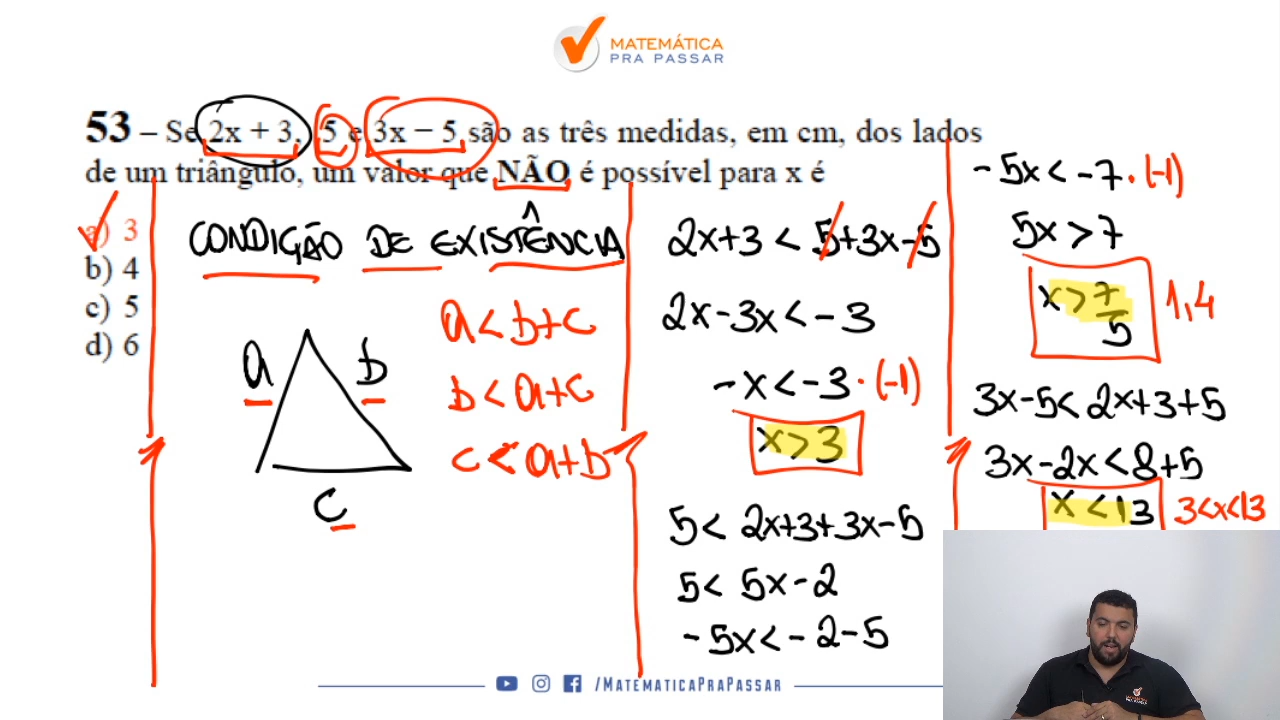 MATEMÁTICA
PRA PASSAR
53 – Se 2x + 3, 5 e 3x – 5 são as três medidas, em cm, dos lados
de um triângulo, um valor que NÃO é possível para x é
a) 3
b) 4
c) 5
d) 6
CONDIÇÃO DE EXISTÊNCIA
a < b+c
b < a+c
c < a+b
a
b
c
2x+3 < 5+3x-5
2x-3x < -3
-x < -3 ·(-1)
x > 3
5 < 2x+3+3x-5
5 < 5x-2
-5x < -2-5
-5x < -7 ·(-1)
5x > 7
x > 7/5 1,4
3x-5 < 2x+3+5
3x-2x < 8+5
x < 13 3<x<13
/MATEMATICAPRAPASSAR